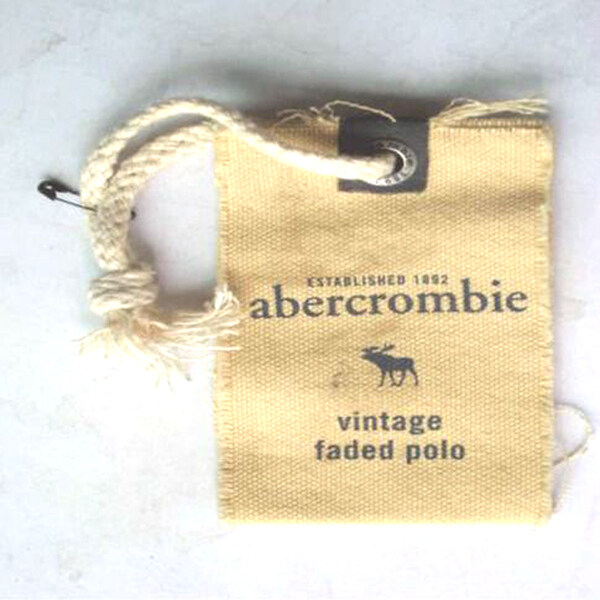 ESTABLISHED 1892
abercrombie
vintage
faded polo